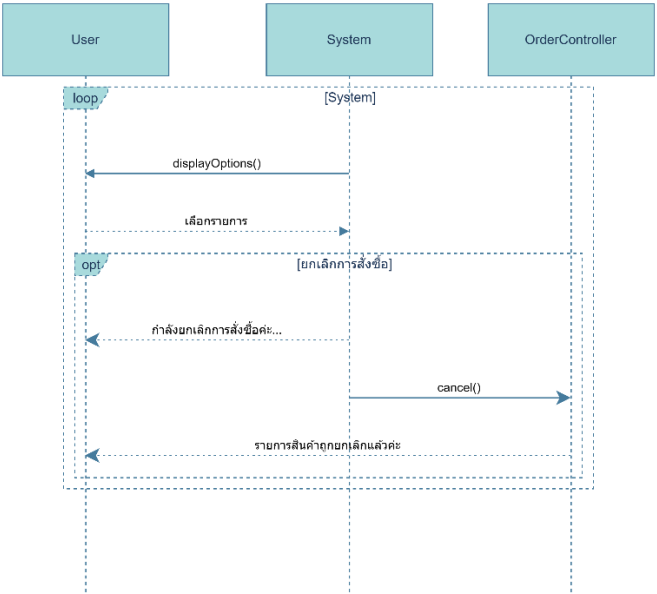 User
System
OrderController
loop
[System]
displayOptions()
เลือกรายการ
opt
[ยกเลิกการสั่งซื้อ]
กำลังยกเลิกการสั่งซื้อค่ะ...
cancel()
รายการสินค้าถูกยกเลิกแล้วค่ะ